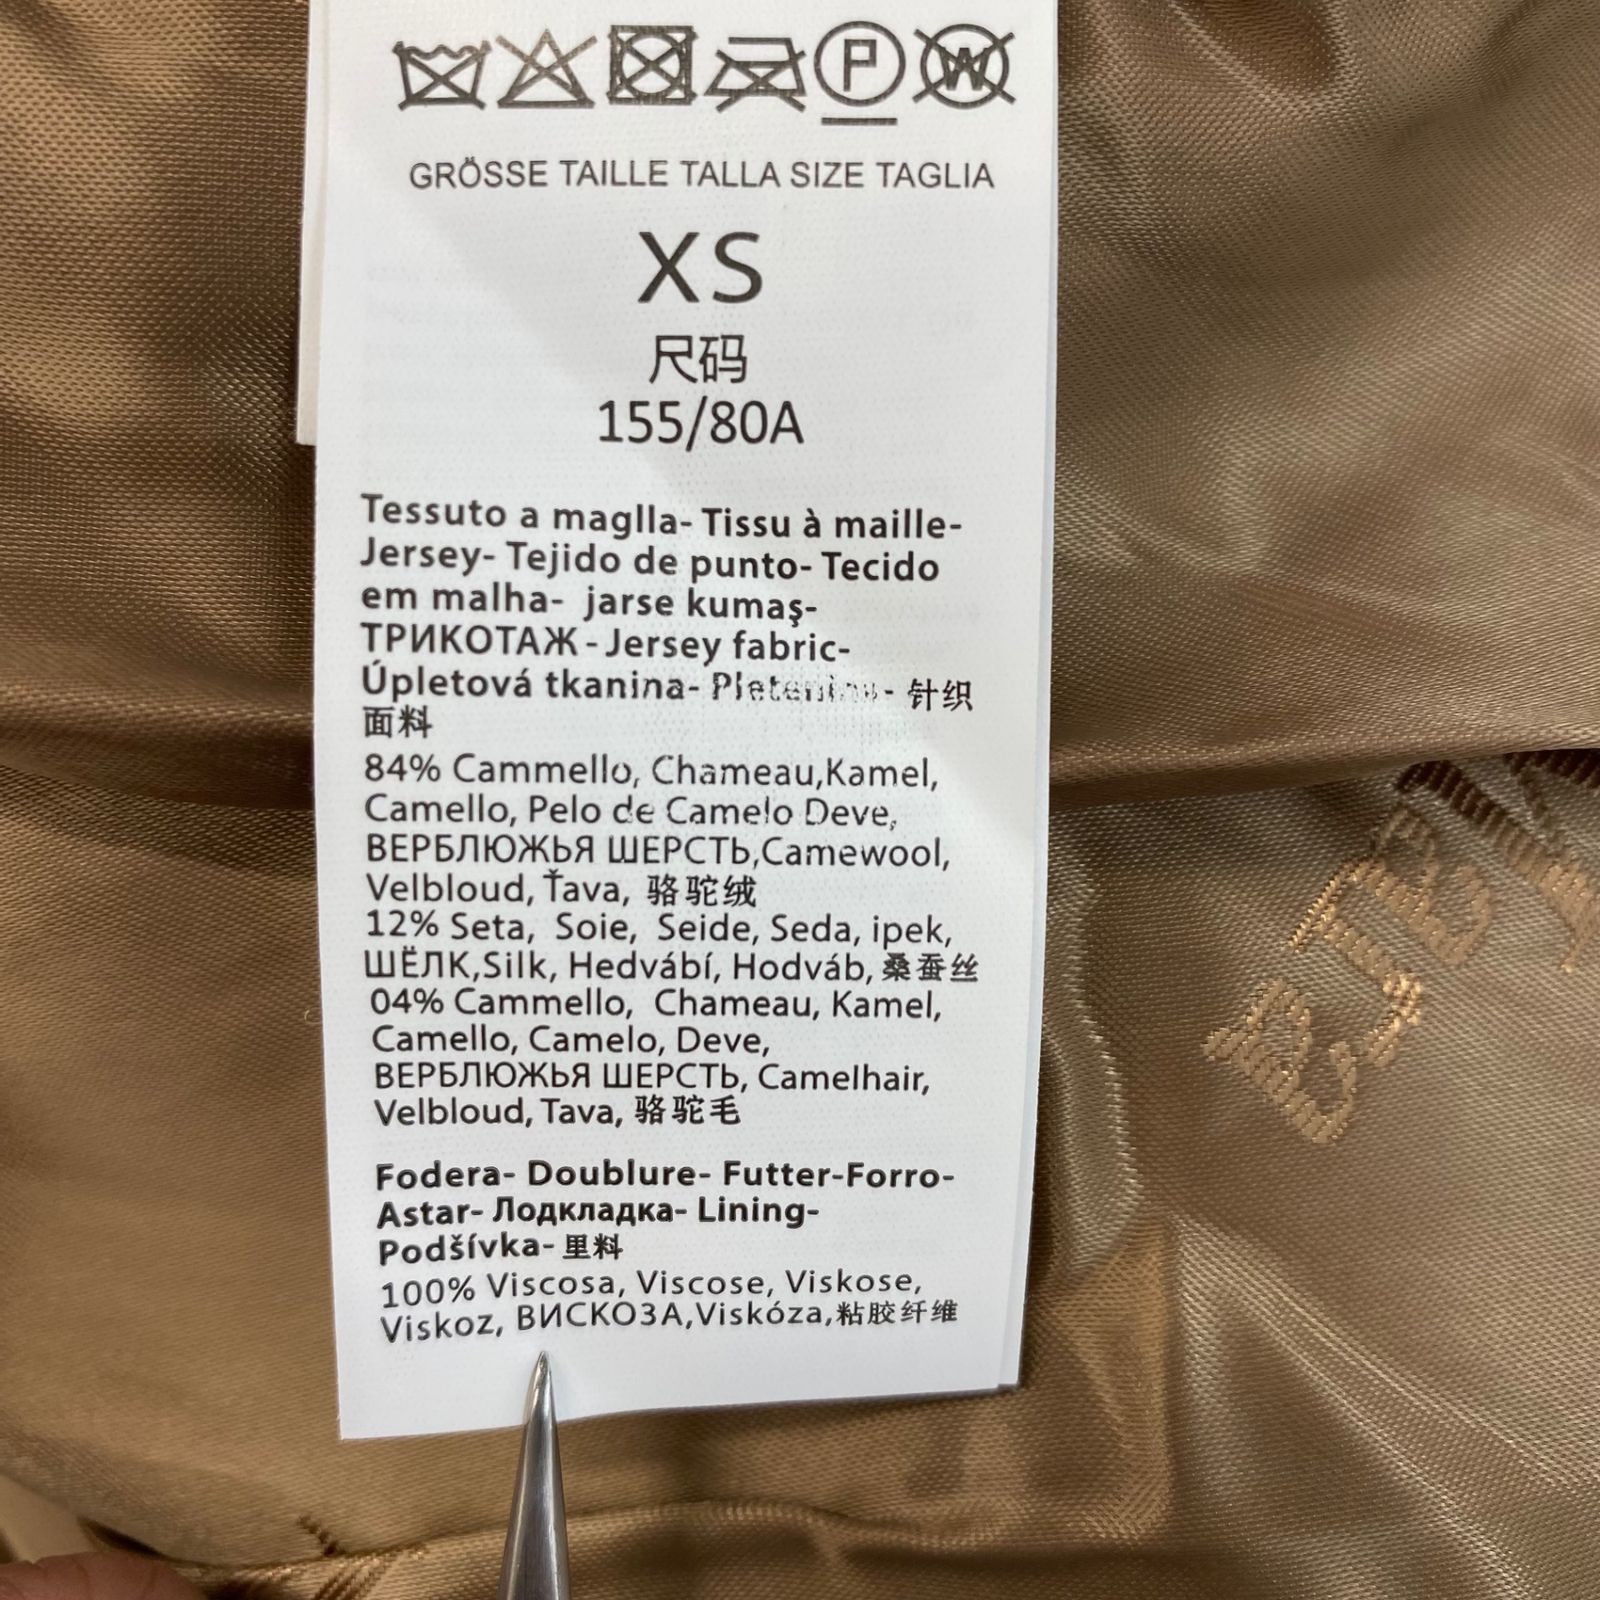 P
W
GRÖSSE TAILLE TALLA SIZE TAGLIA
XS
尺码
155/80A
Tessuto a maglla- Tissu à maille-
Jersey- Tejido de punto- Tecido
em malha- jarse kumaş-
ТРИКОТАЖ - Jersey fabric-
Úpletová tkanina- Pletenina- 针织
面料
84% Cammello, Chameau,Kamel,
Camello, Pelo de Camelo Deve,
ВЕРБЛЮЖЬЯ ШЕРСТЬ,Camewool,
Velbloud, Ťava, 骆驼绒
12% Seta, Soie, Seide, Seda, ipek,
ШЁЛК,Silk, Hedvábí, Hodváb,桑蚕丝
04% Cammello, Chameau, Kamel,
Camello, Camelo, Deve,
ВЕРБЛЮЖЬЯ ШЕРСТЬ, Camelhair,
Velbloud, Tava, 骆驼毛
Fodera- Doublure- Futter-Forro-
Astar- Лодкладка- Lining-
Podšívka- 里料
100% Viscosa, Viscose, Viskose,
Viskoz, ВИСКОЗА,Viskóza,粘胶纤维